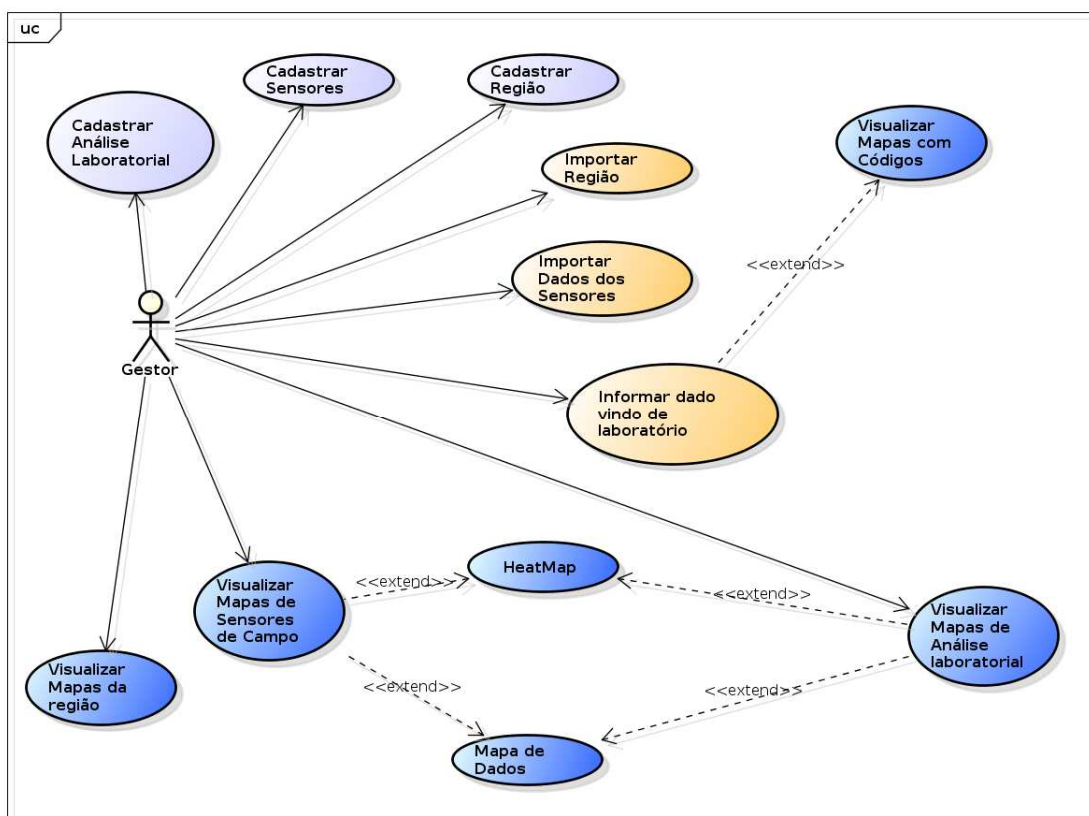 uc
Cadastrar
Sensores
Cadastrar
Região
Cadastrar
Análise
Laboratorial
Visualizar
Mapas com
Códigos
Importar
Região
Importar
Dados dos
Sensores
<<extend>>
Gestor
Informar dado
vindo de
laboratório
HeatMap
<<extend>>
<<extend>>
Visualizar
Mapas de
Sensores
de Campo
Visualizar
Mapas de
Análise
laboratorial
Visualizar
Mapas da
região
<<extend>>
<<extend>>
Mapa de
Dados